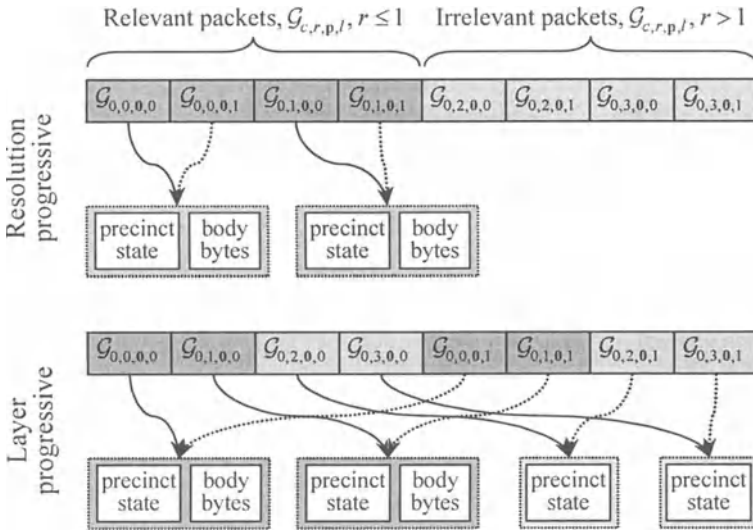 Relevant packets, 𝒢c,r,p,l, r ≤ 1 Irrelevant packets, 𝒢c,r,p,l, r > 1
𝒢0,0,0,0 𝒢0,0,0,1 𝒢0,1,0,0 𝒢0,1,0,1 𝒢0,2,0,0 𝒢0,2,0,1 𝒢0,3,0,0 𝒢0,3,0,1
Resolution
progressive
precinct body precinct body
state bytes state bytes
𝒢0,0,0,0 𝒢0,1,0,0 𝒢0,2,0,0 𝒢0,3,0,0 𝒢0,0,0,1 𝒢0,1,0,1 𝒢0,2,0,1 𝒢0,3,0,1
Layer
progressive
precinct body precinct body precinct precinct
state bytes state bytes state state